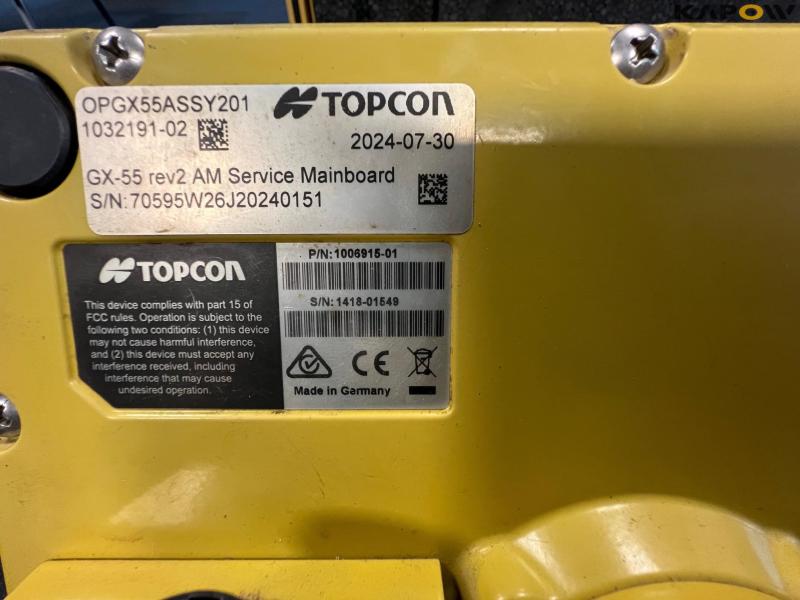 KAPOW
OPGX55ASSY201
TOPCON
1032191-02
2024-07-30
GX-55 rev2 AM Service Mainboard
S/N:70595W26J20240151
TOPCON
This device complies with part 15 of
FCC rules. Operation is subject to the
following two conditions: (1) this device
may not cause harmful interference,
and (2) this device must accept any
interference received, including
interference that may cause
undesired operation.
P/N:1006915-01
S/N: 1418-01549
CE
Made in Germany